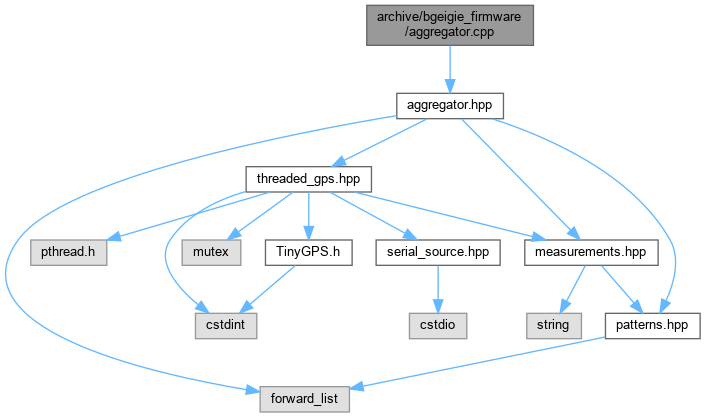 archive/bgeigie_firmware
/aggregator.cpp
aggregator.hpp
threaded_gps.hpp
pthread.h
mutex
TinyGPS.h
serial_source.hpp
measurements.hpp
cstdint
cstdio
string
patterns.hpp
forward_list